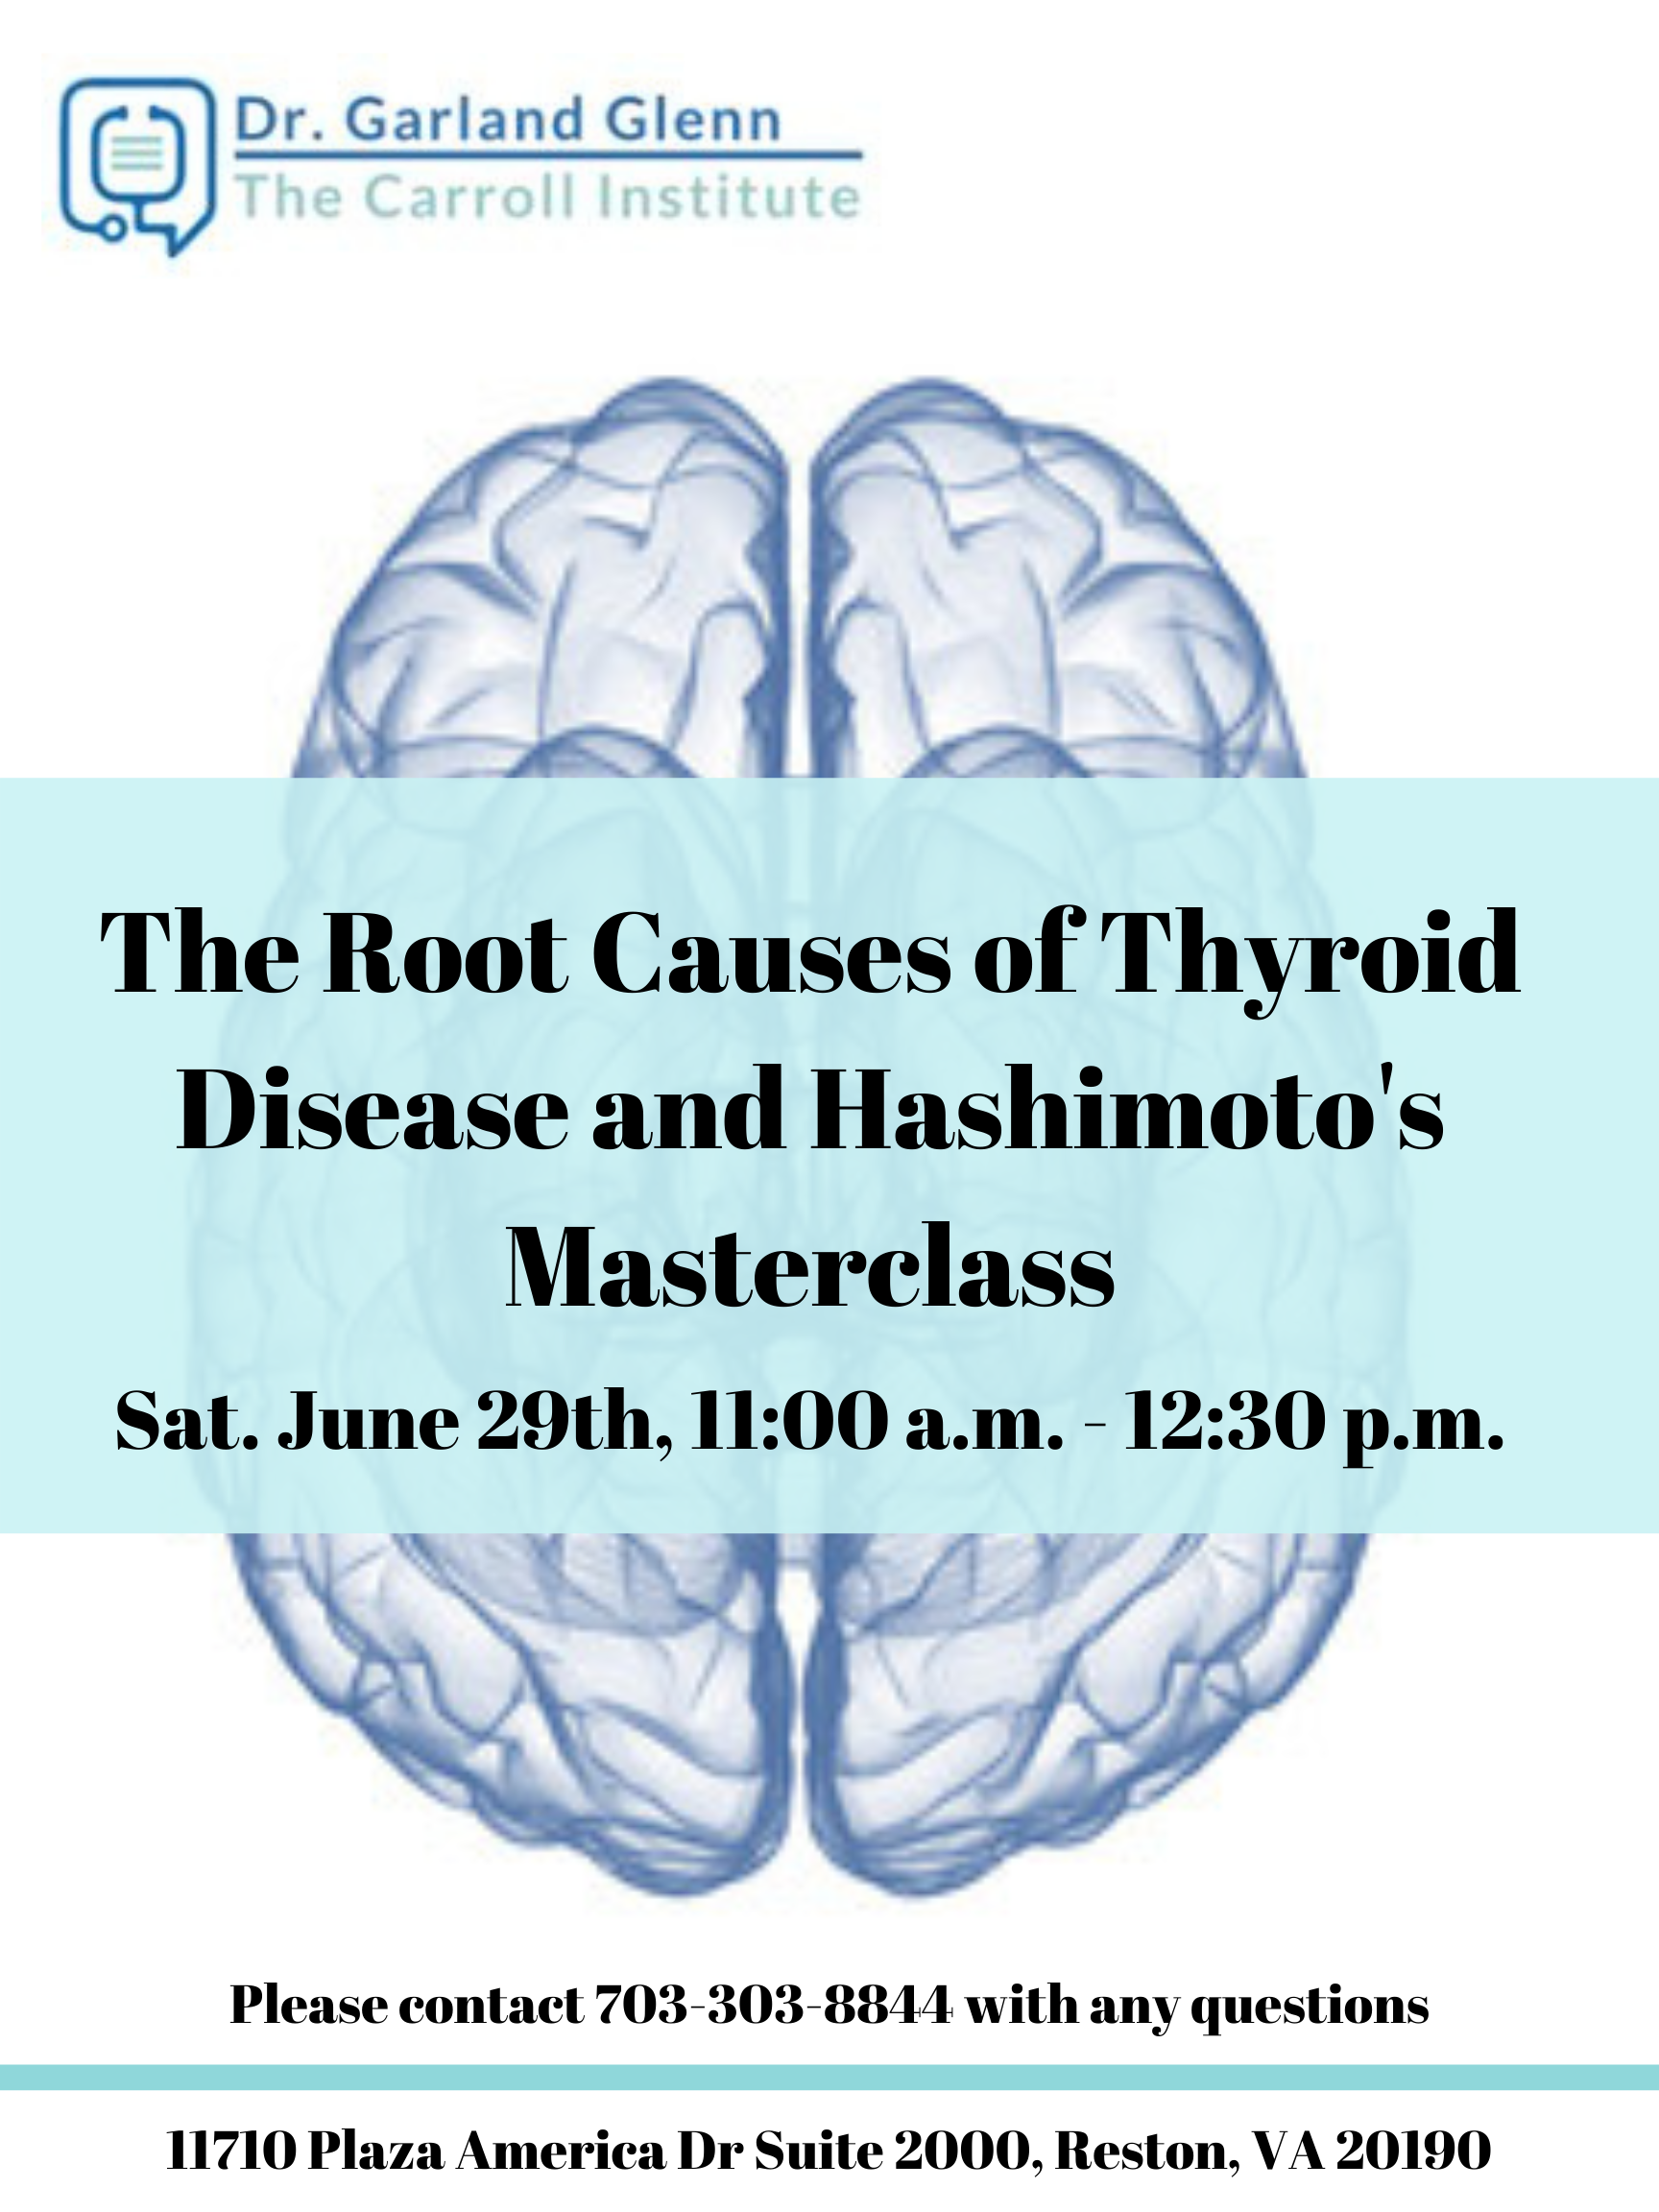 Dr. Garland Glenn
The Carroll Institute
The Root Causes of Thyroid
Disease and Hashimoto's
Masterclass
Sat. June 29th, 11:00 a.m. - 12:30 p.m.
Please contact 703-303-8844 with any questions
11710 Plaza America Dr Suite 2000, Reston, VA 20190